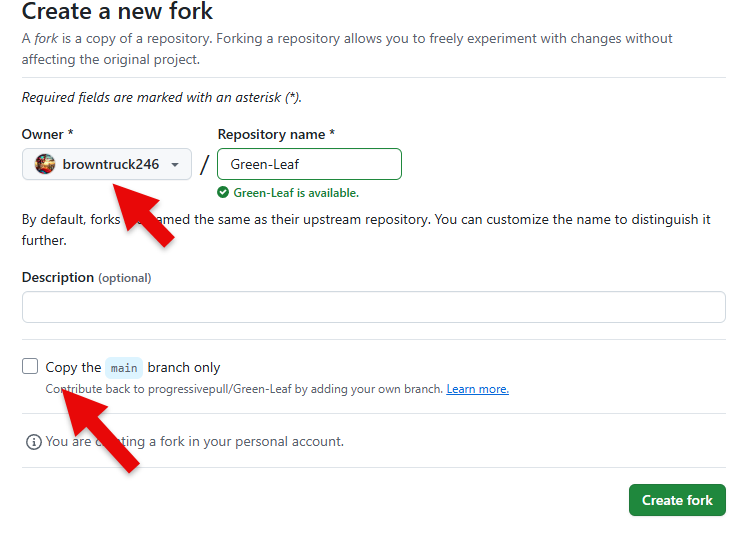 Create a new fork
A fork is a copy of a repository. Forking a repository allows you to freely experiment with changes without
affecting the original project.
Required fields are marked with an asterisk (*).
Owner *
Repository name *
browntruck246
/
Green-Leaf
Green-Leaf is available.
By default, forks named the same as their upstream repository. You can customize the name to distinguish it
further.
Description (optional)
Copy the main branch only
Contribute back to progressivepull/Green-Leaf by adding your own branch. Learn more.
You are creating a fork in your personal account.
Create fork